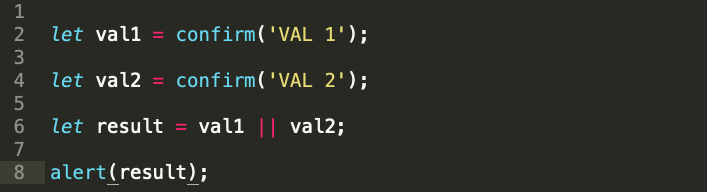 1
2 let val1 = confirm('VAL 1');
3
4 let val2 = confirm('VAL 2');
5
6 let result = val1 || val2;
7
8 alert(result);